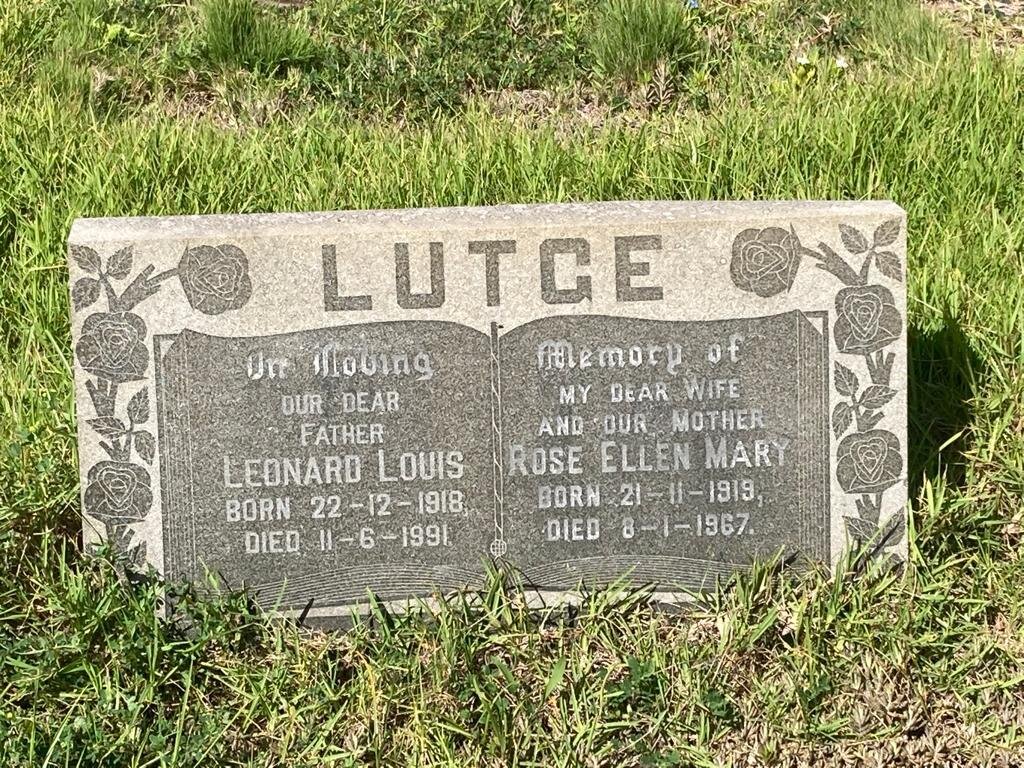 LUTGE
In Loving
OUR DEAR
FATHER
LEONARD LOUIS
BORN 22-12-1918,
DIED 11-6-1991.
Memory of
MY DEAR WIFE
AND OUR MOTHER
ROSE ELLEN MARY
BORN 21-11-1919,
DIED 8-1-1967.